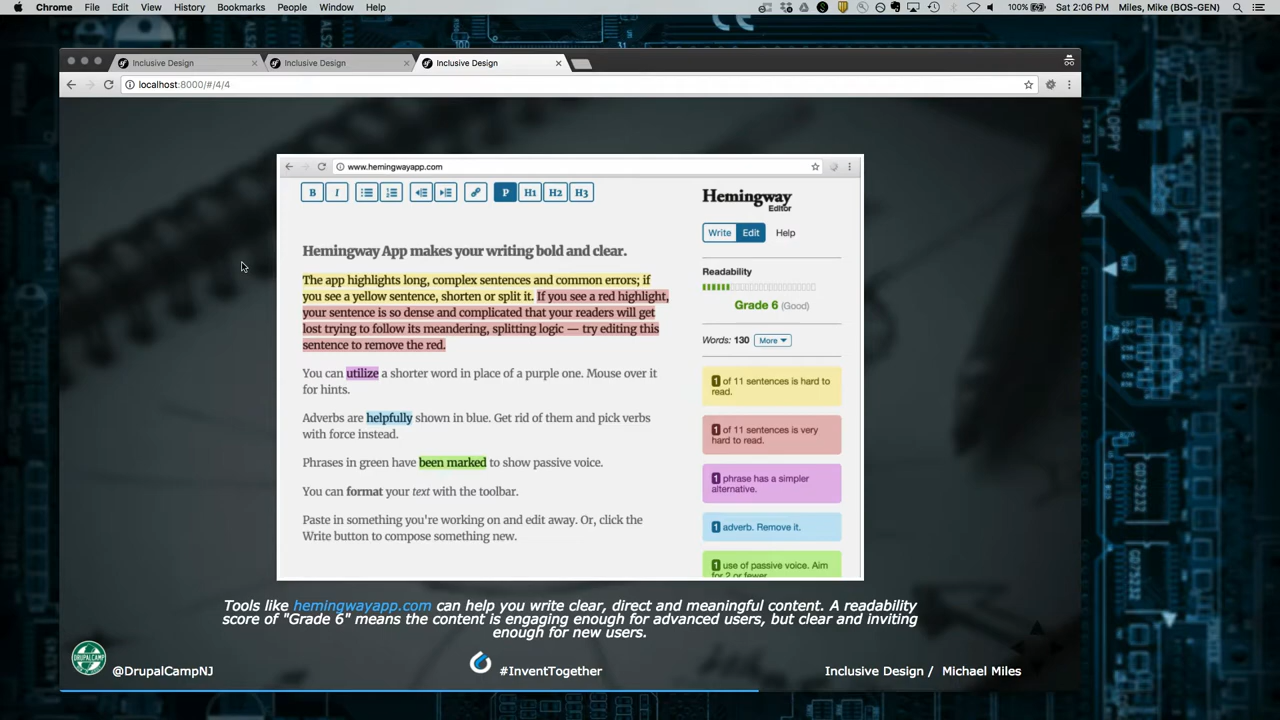 Chrome File Edit View History Bookmarks People Window Help 100% Sat 2:06 PM Miles, Mike (BOS-GEN)
Inclusive Design Inclusive Design Inclusive Design
localhost:8000/#/4/4
www.hemingwayapp.com
B I P H1 H2 H3
Hemingway
Editor
Write Edit Help
Hemingway App makes your writing bold and clear.
The app highlights long, complex sentences and common errors; if
you see a yellow sentence, shorten or split it. If you see a red highlight,
your sentence is so dense and complicated that your readers will get
lost trying to follow its meandering, splitting logic — try editing this
sentence to remove the red.
You can utilize a shorter word in place of a purple one. Mouse over it
for hints.
Adverbs are helpfully shown in blue. Get rid of them and pick verbs
with force instead.
Phrases in green have been marked to show passive voice.
You can format your text with the toolbar.
Paste in something you're working on and edit away. Or, click the
Write button to compose something new.
Readability
Grade 6 (Good)
Words: 130 More
1 of 11 sentences is hard to
read.
1 of 11 sentences is very
hard to read.
1 phrase has a simpler
alternative.
1 adverb. Remove it.
1 use of passive voice. Aim
for 2 or fewer.
Tools like hemingwayapp.com can help you write clear, direct and meaningful content. A readability
score of "Grade 6" means the content is engaging enough for advanced users, but clear and inviting
enough for new users.
DRUPALCAMP
@DrupalCampNJ
#InventTogether
Inclusive Design / Michael Miles
FLOPPY
CD75232
CD75232